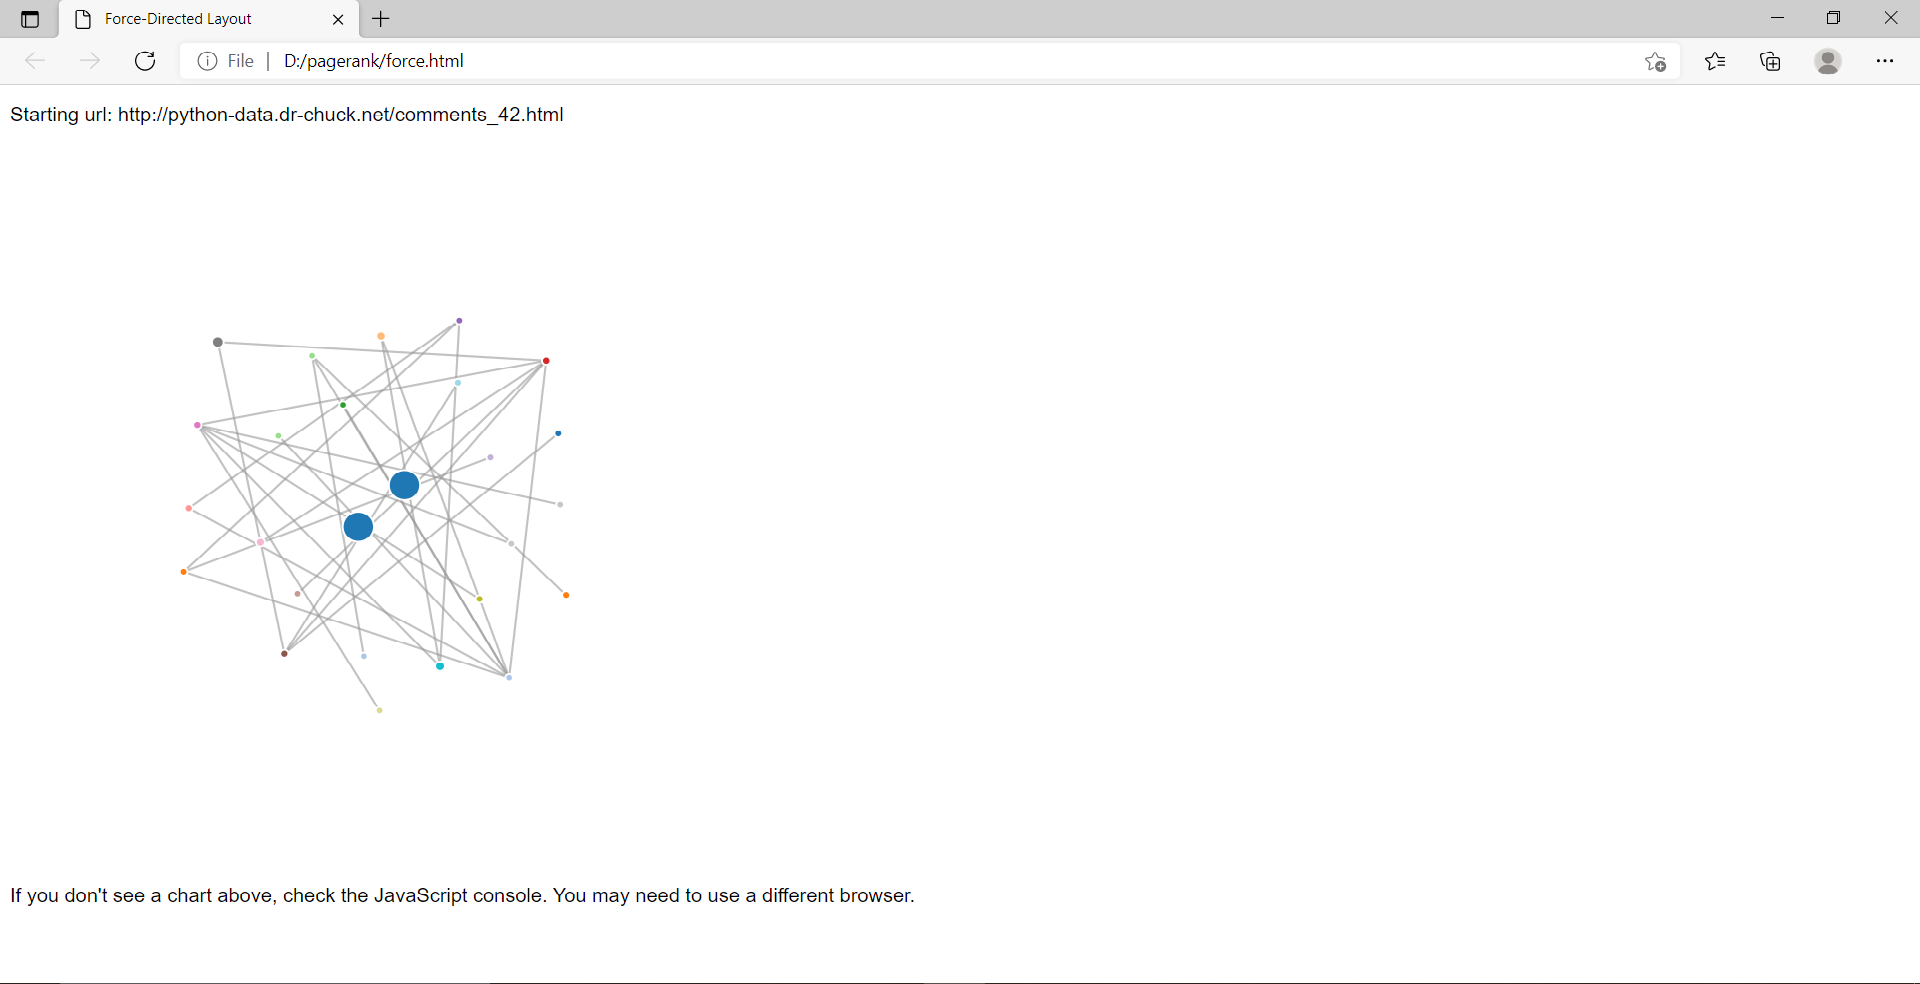 Force-Directed Layout
File | D:/pagerank/force.html
Starting url: http://python-data.dr-chuck.net/comments_42.html
If you don't see a chart above, check the JavaScript console. You may need to use a different browser.